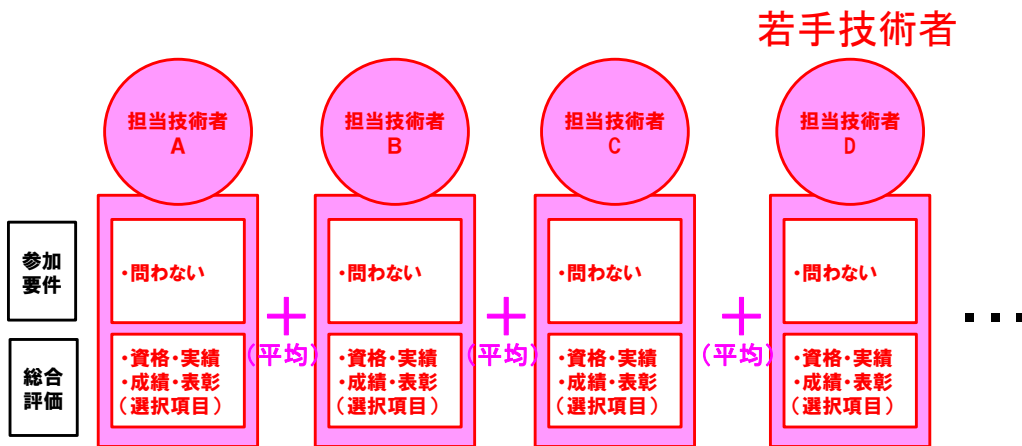 若手技術者
担当技術者
A
担当技術者
B
担当技術者
C
担当技術者
D
参加
要件
・問わない
・問わない
・問わない
・問わない
+
(平均)
+
(平均)
+
(平均)
・・・
総合
評価
・資格・実績
・成績・表彰
(選択項目)
・資格・実績
・成績・表彰
(選択項目)
・資格・実績
・成績・表彰
(選択項目)
・資格・実績
・成績・表彰
(選択項目)